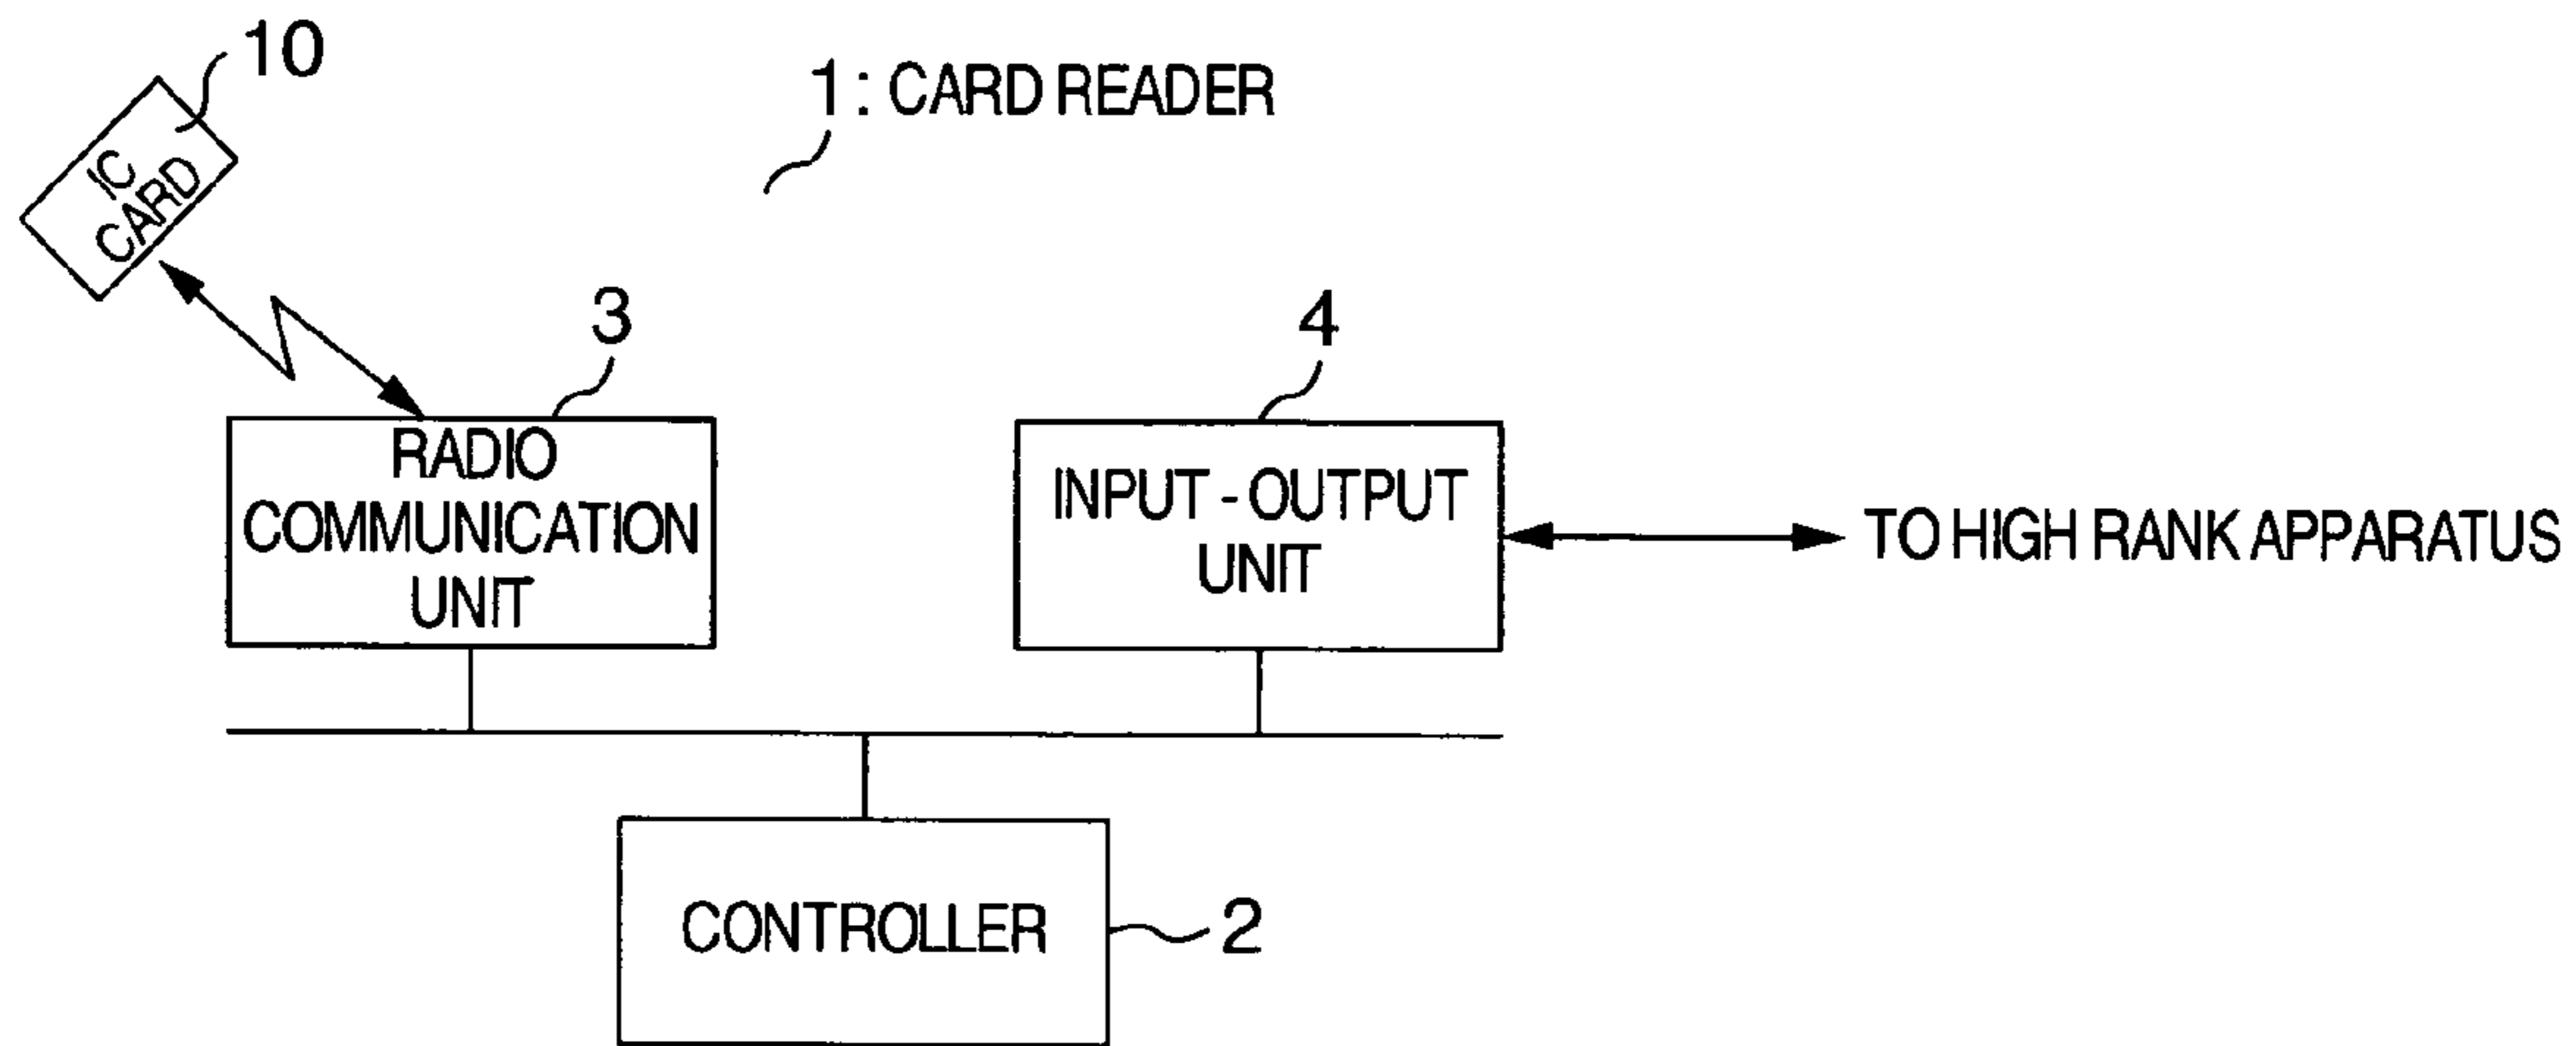 10
1 : CARD READER
IC
CARD
3
4
RADIO
COMMUNICATION
UNIT
INPUT - OUTPUT
UNIT
TO HIGH RANK APPARATUS
CONTROLLER
2